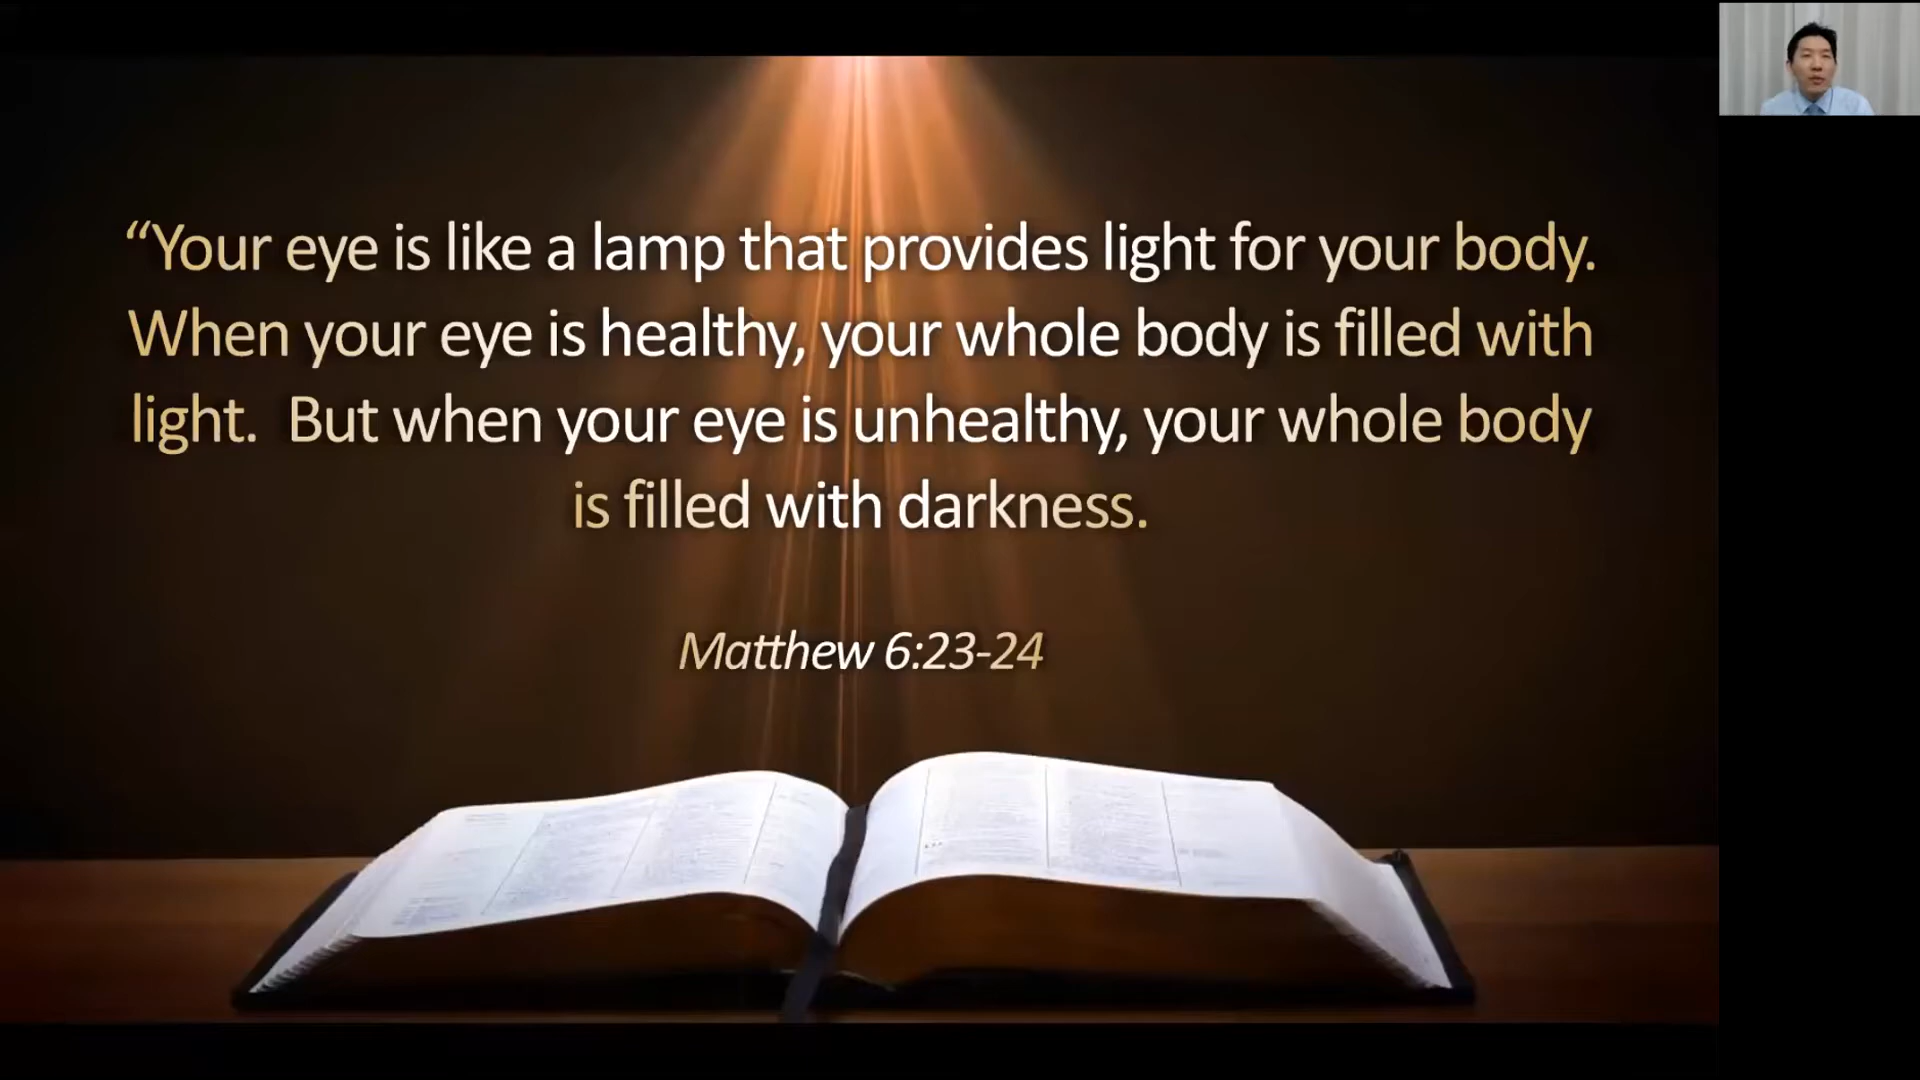 “Your eye is like a lamp that provides light for your body.
When your eye is healthy, your whole body is filled with
light.  But when your eye is unhealthy, your whole body
is filled with darkness.
Matthew 6:23-24